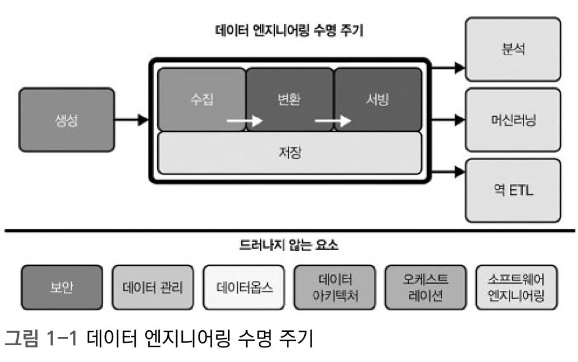 데이터 엔지니어링 수명 주기
생성
수집
변환
서빙
저장
분석
머신러닝
역 ETL
드러나지 않는 요소
보안
데이터 관리
데이터옵스
데이터
아키텍처
오케스트
레이션
소프트웨어
엔지니어링
그림 1-1 데이터 엔지니어링 수명 주기